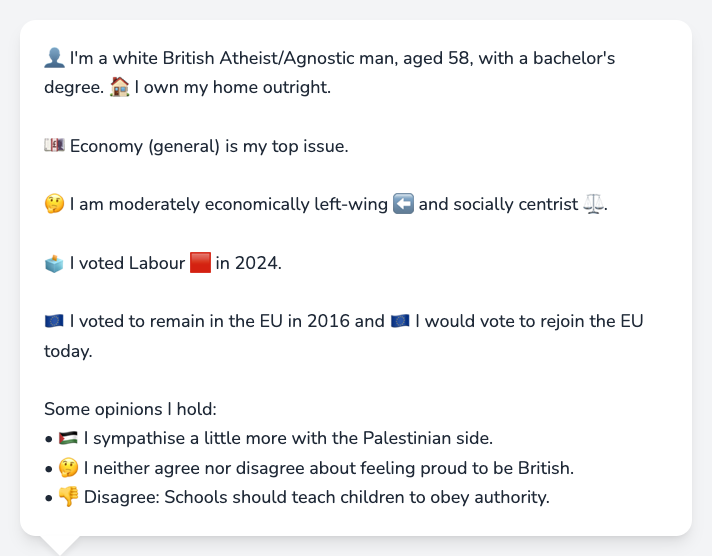 👤 I'm a white British Atheist/Agnostic man, aged 58, with a bachelor's
degree. 🏠 I own my home outright.
💷 Economy (general) is my top issue.
🤔 I am moderately economically left-wing ⬅️ and socially centrist ⚖️.
🗳️ I voted Labour 🟥 in 2024.
🇪🇺 I voted to remain in the EU in 2016 and 🇪🇺 I would vote to rejoin the EU
today.
Some opinions I hold:
• 🇵🇸 I sympathise a little more with the Palestinian side.
• 🤔 I neither agree nor disagree about feeling proud to be British.
• 👎 Disagree: Schools should teach children to obey authority.